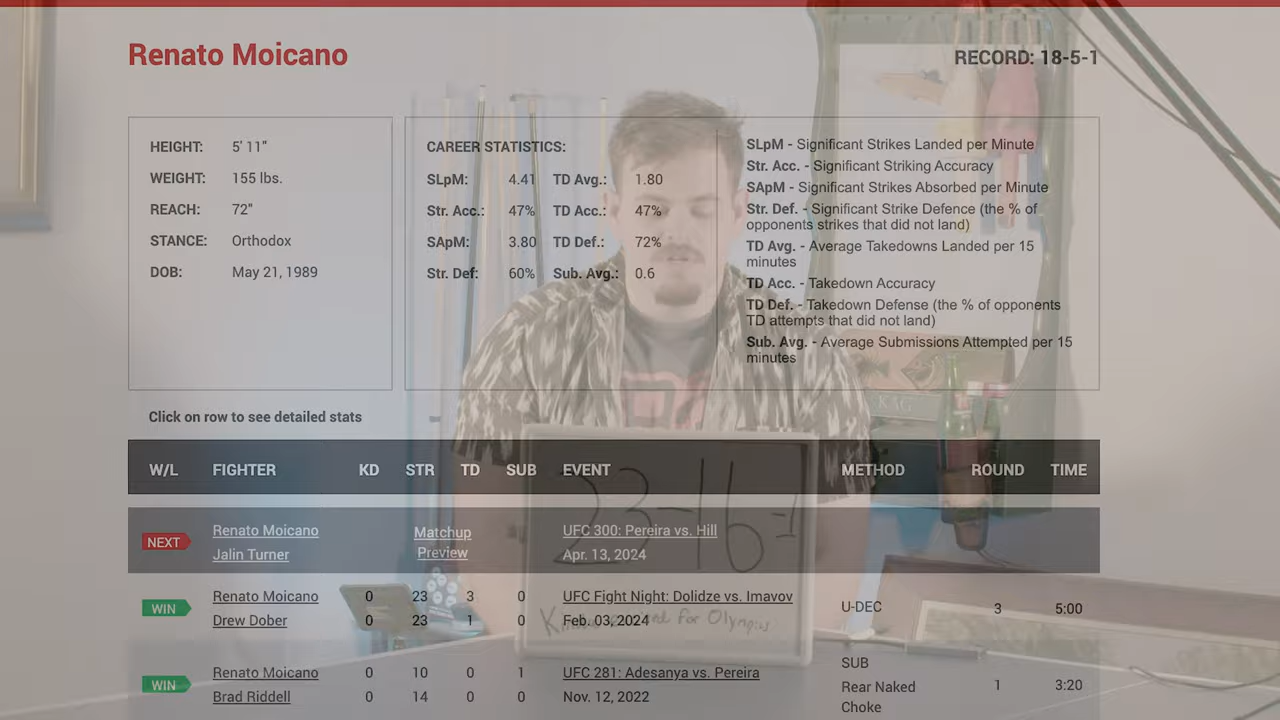 Renato Moicano
RECORD: 18-5-1
HEIGHT: 5' 11"
WEIGHT: 155 lbs.
REACH: 72"
STANCE: Orthodox
DOB: May 21, 1989
CAREER STATISTICS:
SLpM: 4.41 TD Avg.: 1.80
Str. Acc.: 47% TD Acc.: 47%
SApM: 3.80 TD Def.: 72%
Str. Def: 60% Sub. Avg.: 0.6
SLpM - Significant Strikes Landed per Minute
Str. Acc. - Significant Striking Accuracy
SApM - Significant Strikes Absorbed per Minute
Str. Def. - Significant Strike Defence (the % of
opponents strikes that did not land)
TD Avg. - Average Takedowns Landed per 15
minutes
TD Acc. - Takedown Accuracy
TD Def. - Takedown Defense (the % of opponents
TD attempts that did not land)
Sub. Avg. - Average Submissions Attempted per 15
minutes
Click on row to see detailed stats
W/L FIGHTER KD STR TD SUB EVENT METHOD ROUND TIME
23-16-1
NEXT
Renato Moicano
Jalin Turner
Matchup
Preview
UFC 300: Pereira vs. Hill
Apr. 13, 2024
WIN
Renato Moicano 0 23 3 0
Drew Dober 0 23 1 0
UFC Fight Night: Dolidze vs. Imavov
Feb. 03, 2024
U-DEC 3 5:00
for Olympics
WIN
Renato Moicano 0 10 0 1
Brad Riddell 0 14 0 0
UFC 281: Adesanya vs. Pereira
Nov. 12, 2022
SUB
Rear Naked
Choke
1 3:20